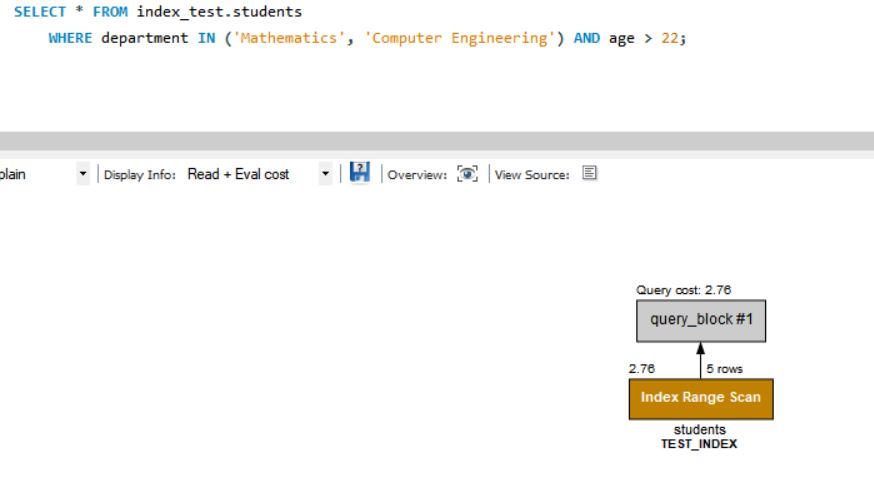 SELECT * FROM index_test.students
WHERE department IN ('Mathematics', 'Computer Engineering') AND age > 22;
plain Display Info: Read + Eval cost Overview: View Source:
Query cost: 2.76
query_block #1
2.76 5 rows
Index Range Scan
students
TEST_INDEX